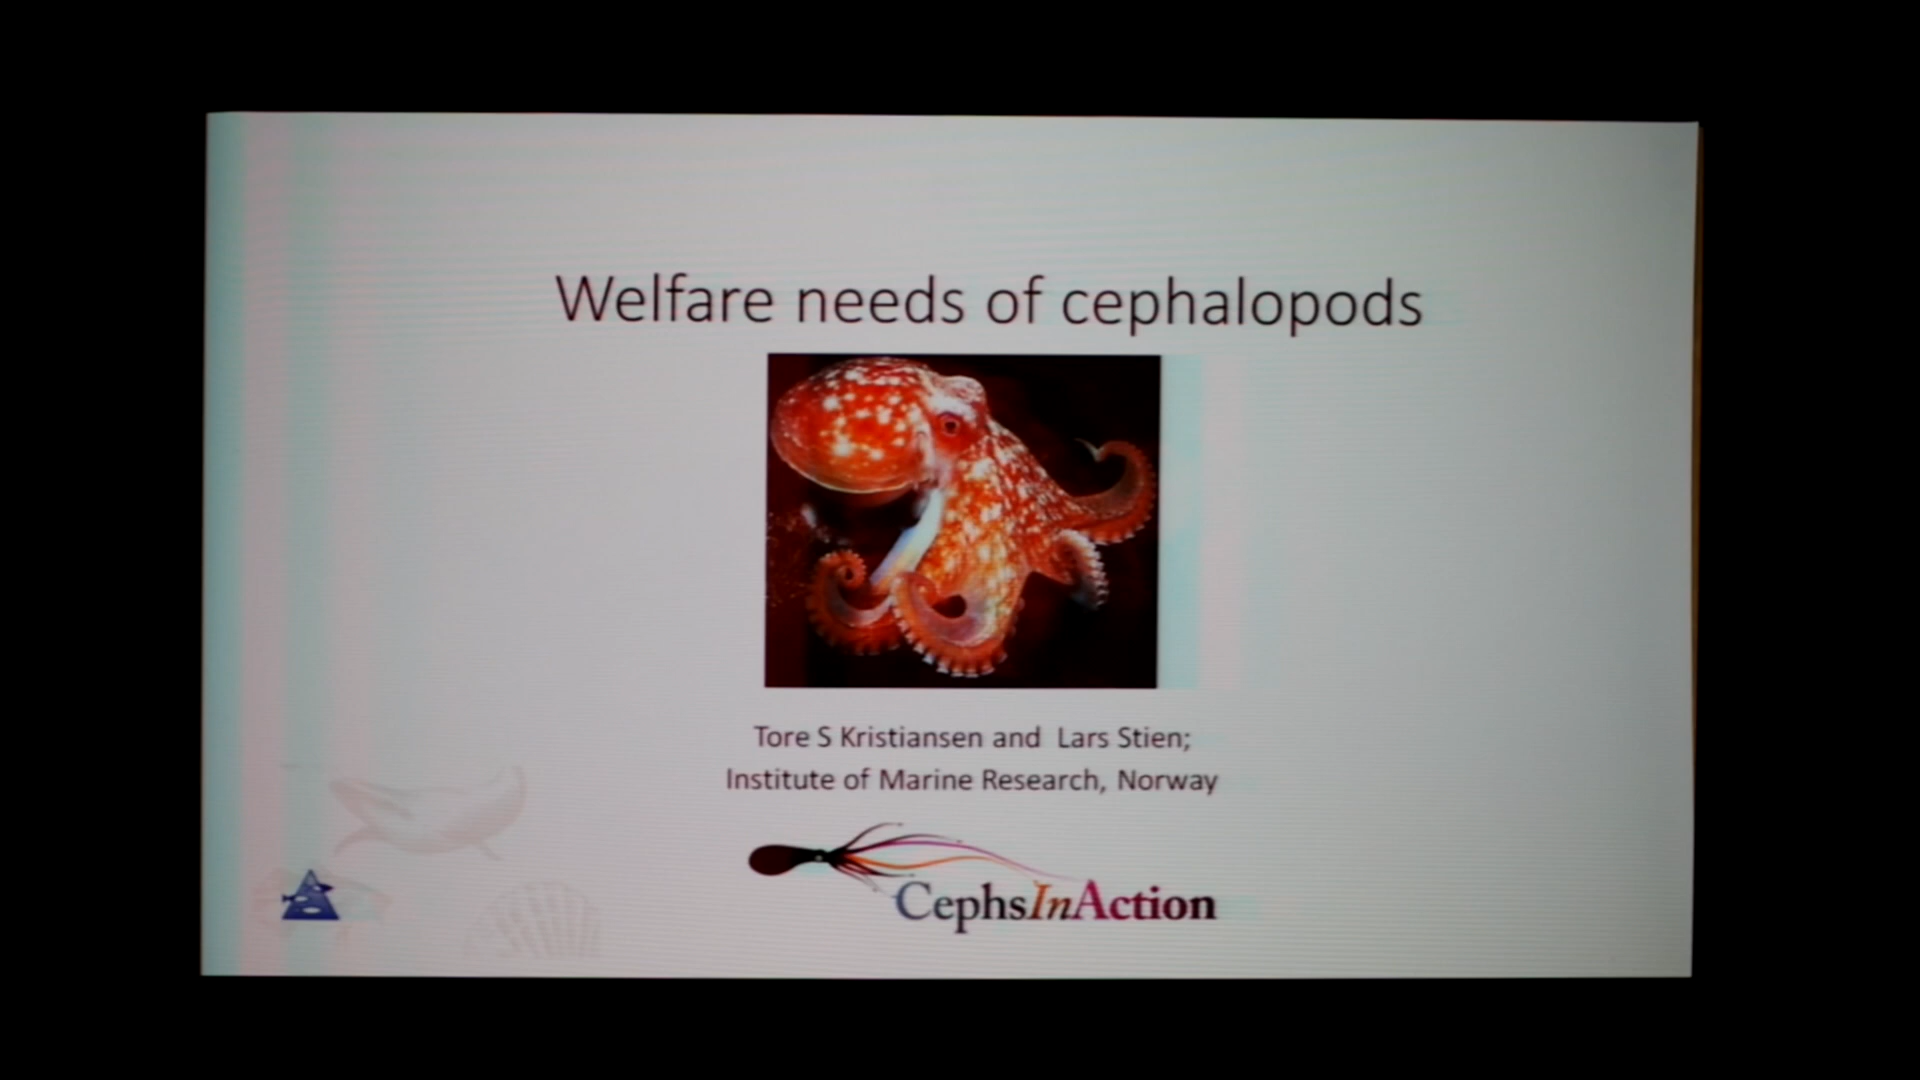 Welfare needs of cephalopods
Tore S Kristiansen and Lars Stien;
Institute of Marine Research, Norway
CephsInAction